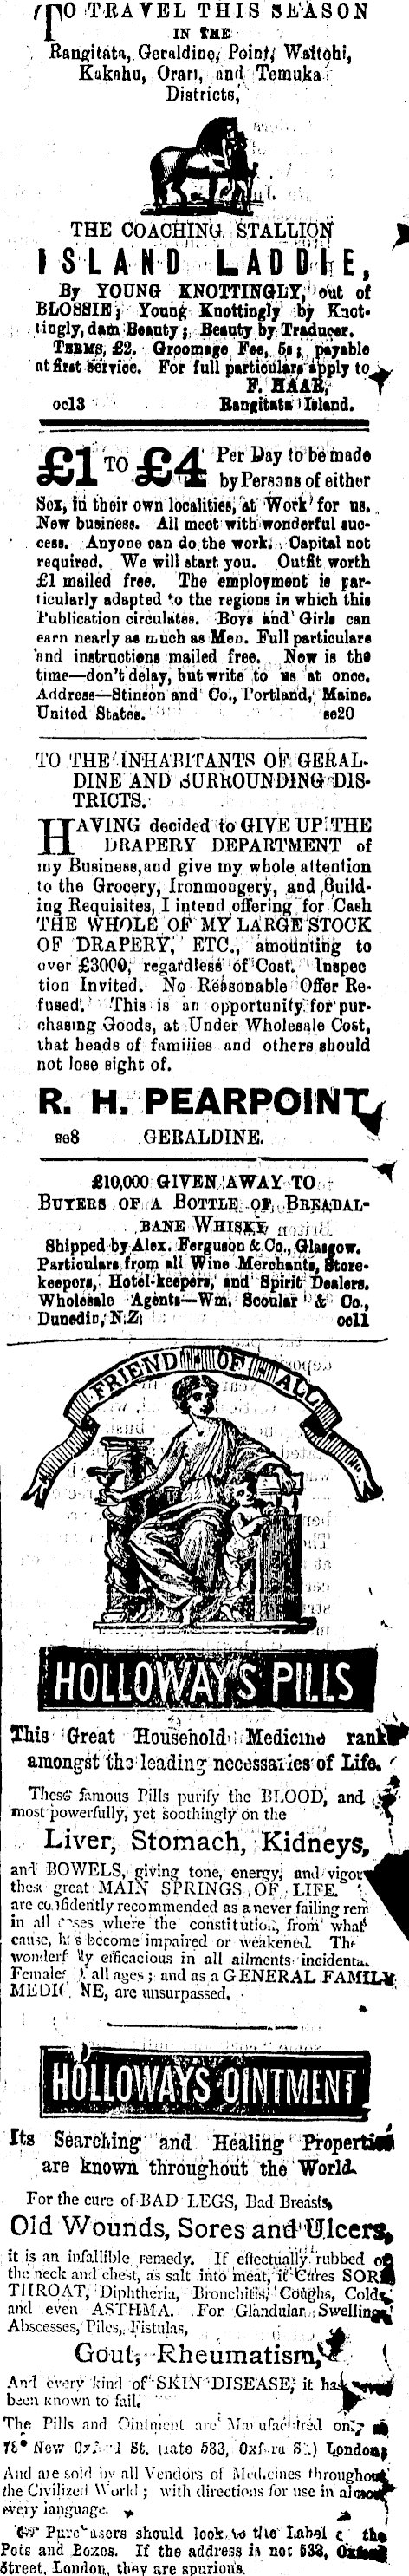 TO TRAVEL THIS SEASON
IN THE
Rangitata, Geraldine, Point, Waitohi,
Kakahu, Orari, and Temuka
Districts,
THE COACHING STALLION
ISLAND LADDIE,
By YOUNG KNOTTINGLY, out of
BLOSSIE; Young Knottingly by Knot-
tingly, dam Beauty; Beauty by Traducer.
TERMS, £2. Groomage Fee, 5s; payable
at first service. For full particulars apply to
F. HAAR,
oc13 Rangitata Island.
£1 TO £4 Per Day to be made
by Persons of either
Sex, in their own localities, at Work for us.
New business. All meet with wonderful suc-
cess. Anyone can do the work. Capital not
required. We will start you. Outfit worth
£1 mailed free. The employment is par-
ticularly adapted to the regions in which this
Publication circulates. Boys and Girls can
earn nearly as much as Men. Full particulars
and instructions mailed free. Now is the
time—don't delay, but write to us at once.
Address—Stinson and Co., Portland, Maine.
United States. se20
TO THE INHABITANTS OF GERAL-
DINE AND SURROUNDING DIS-
TRICTS.
HAVING decided to GIVE UP THE
DRAPERY DEPARTMENT of
my Business, and give my whole attention
to the Grocery, Ironmongery, and Build-
ing Requisites, I intend offering for Cash
THE WHOLE OF MY LARGE STOCK
OF DRAPERY, ETC., amounting to
over £3000, regardless of Cost. Inspec
tion Invited. No Reasonable Offer Re-
fused. This is an opportunity for pur-
chasing Goods, at Under Wholesale Cost,
that heads of families and others should
not lose sight of.
R. H. PEARPOINT,
se8 GERALDINE.
£10,000 GIVEN AWAY TO
BUYERS OF A BOTTLE OF BREADAL-
BANE WHISKY
Shipped by Alex. Ferguson & Co., Glasgow.
Particulars from all Wine Merchants, Store-
keepers, Hotel-keepers, and Spirit Dealers.
Wholesale Agents—Wm. Scoular & Co.,
Dunedin, N.Z. oc11
FRIEND OF ALL
HOLLOWAY'S PILLS
This Great Household Medicine ranks
amongst the leading necessaries of Life.
These famous Pills purify the BLOOD, and
most powerfully, yet soothingly on the
Liver, Stomach, Kidneys,
and BOWELS, giving tone, energy, and vigour
these great MAIN SPRINGS OF LIFE.
are confidently recommended as a never failing rem
in all cases where the constitution, from what
cause, has become impaired or weakened. The
wonderfully efficacious in all ailments incidental
Females of all ages; and as a GENERAL FAMILY
MEDICINE, are unsurpassed.
HOLLOWAYS OINTMENT
Its Searching and Healing Properties
are known throughout the World.
For the cure of BAD LEGS, Bad Breasts,
Old Wounds, Sores and Ulcers,
it is an infallible remedy. If effectually rubbed on
the neck and chest, as salt into meat, it Cures SORE
THROAT, Diphtheria, Bronchitis, Coughs, Colds,
and even ASTHMA. For Glandular Swellings,
Abscesses, Piles, Fistulas,
Gout, Rheumatism,
And every kind of SKIN DISEASE, it has
been known to fail.
The Pills and Ointment are Manufactured only
78 New Oxford St. (late 533, Oxford St.) London,
And are sold by all Vendors of Medicines throughout
the Civilized World; with directions for use in almost
every language.
Purchasers should look to the Label the
Pots and Boxes. If the address is not 533, Oxford
Street, London, they are spurious.